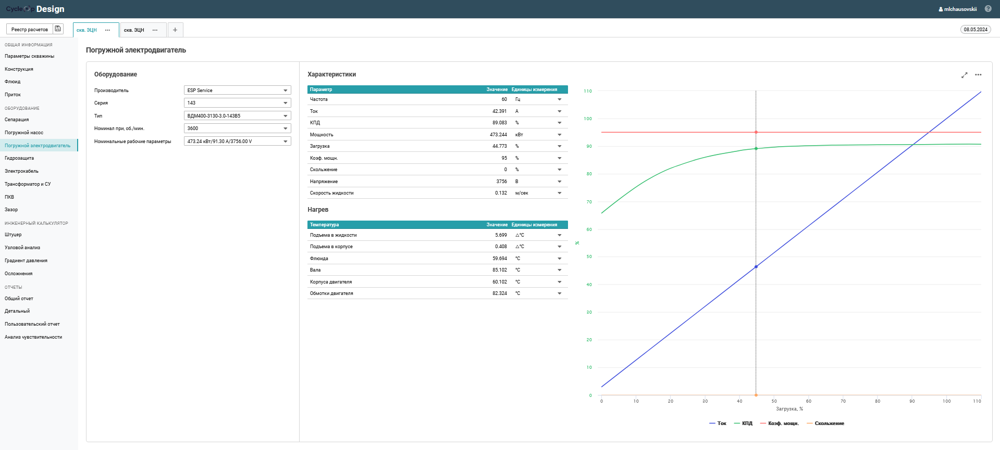 CycleOp Design
mlchausovskii
Реестр расчетов
скв. ЭЦН
скв. ЭЦН
+
08.05.2024
ОБЩАЯ ИНФОРМАЦИЯ
Параметры скважины
Конструкция
Флюид
Приток
ОБОРУДОВАНИЕ
Сепарация
Погружной насос
Погружной электродвигатель
Гидрозащита
Электрокабель
Трансформатор и СУ
ПКВ
Зазор
ИНЖЕНЕРНЫЙ КАЛЬКУЛЯТОР
Штуцер
Узловой анализ
Градиент давления
Осложнения
ОТЧЕТЫ
Общий отчет
Детальный
Пользовательский отчет
Анализ чувствительности
Погружной электродвигатель
Оборудование
Производитель ESP Service
Серия 143
Тип ВДМ400-3130-3.0-143В5
Номинал при, об./мин. 3600
Номинальные рабочие параметры 473.24 кВт/91.30 А/3756.00 V
Характеристики
Параметр Значение Единицы измерения
Частота 60 Гц
Ток 42.391 А
КПД 89.083 %
Мощность 473.244 кВт
Загрузка 44.773 %
Коэф. мощн. 95 %
Скольжение 0 %
Напряжение 3756 В
Скорость жидкости 0.132 м/сек
Нагрев
Температура Значение Единицы измерения
Подъема в жидкости 5.699 △°C
Подъема в корпусе 0.408 △°C
Флюида 59.694 °C
Вала 85.102 °C
Корпуса двигателя 60.102 °C
Обмотки двигателя 82.324 °C
110
100
90
80
70
60
%
50
40
30
20
10
0
0 10 20 30 40 50 60 70 80 90 100 110
Загрузка, %
Ток КПД Коэф. мощн. Скольжение